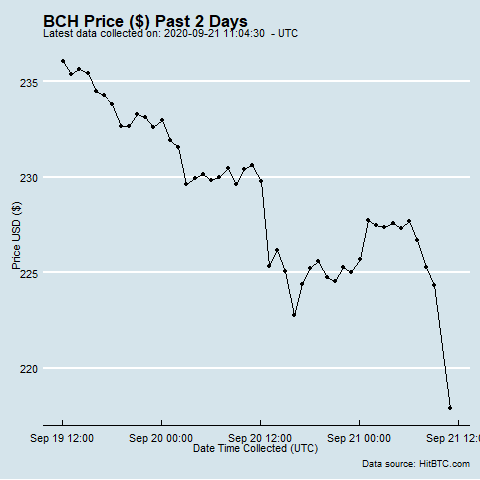 BCH Price ($) Past 2 Days
Latest data collected on: 2020-09-21 11:04:30 - UTC
235
230
225
220
Price USD ($)
Sep 19 12:00 Sep 20 00:00 Sep 20 12:00 Sep 21 00:00 Sep 21 12:00
Date Time Collected (UTC)
Data source: HitBTC.com